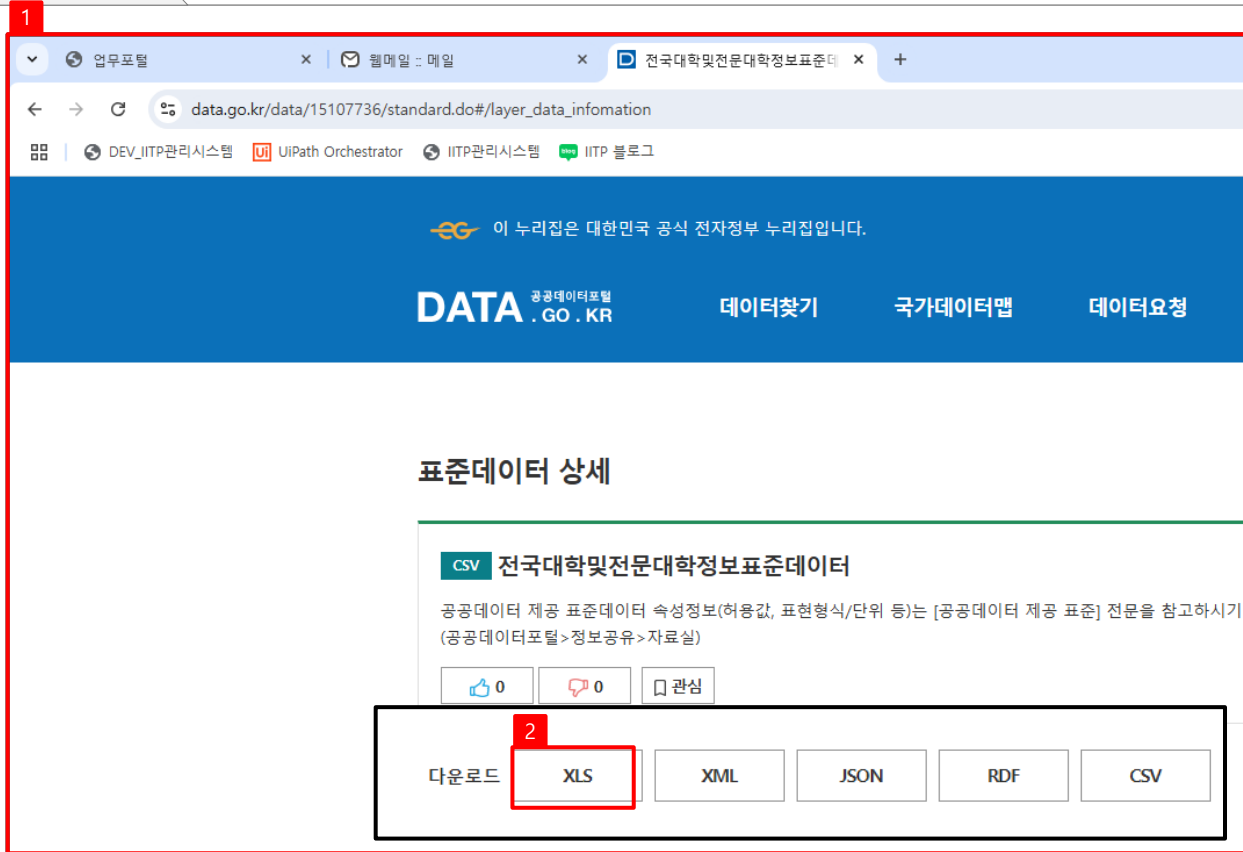 1
업무포털
웹메일 :: 메일
전국대학및전문대학정보표준데
data.go.kr/data/15107736/standard.do#/layer_data_infomation
DEV_IITP관리시스템 UiPath Orchestrator IITP관리시스템 IITP 블로그
이 누리집은 대한민국 공식 전자정부 누리집입니다.
DATA 공공데이터포털 . GO . KR
데이터찾기 국가데이터맵 데이터요청
표준데이터 상세
CSV 전국대학및전문대학정보표준데이터
공공데이터 제공 표준데이터 속성정보(허용값, 표현형식/단위 등)는 [공공데이터 제공 표준] 전문을 참고하시기
(공공데이터포털>정보공유>자료실)
0 0 관심
2
다운로드 XLS XML JSON RDF CSV